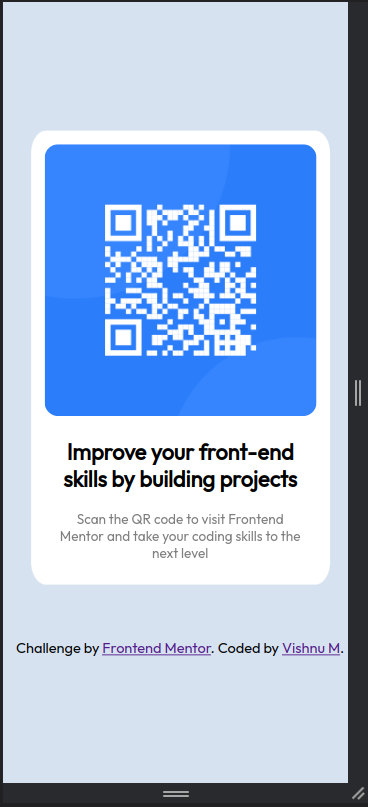 Improve your front-end
skills by building projects
Scan the QR code to visit Frontend
Mentor and take your coding skills to the
next level
Challenge by Frontend Mentor. Coded by Vishnu M.